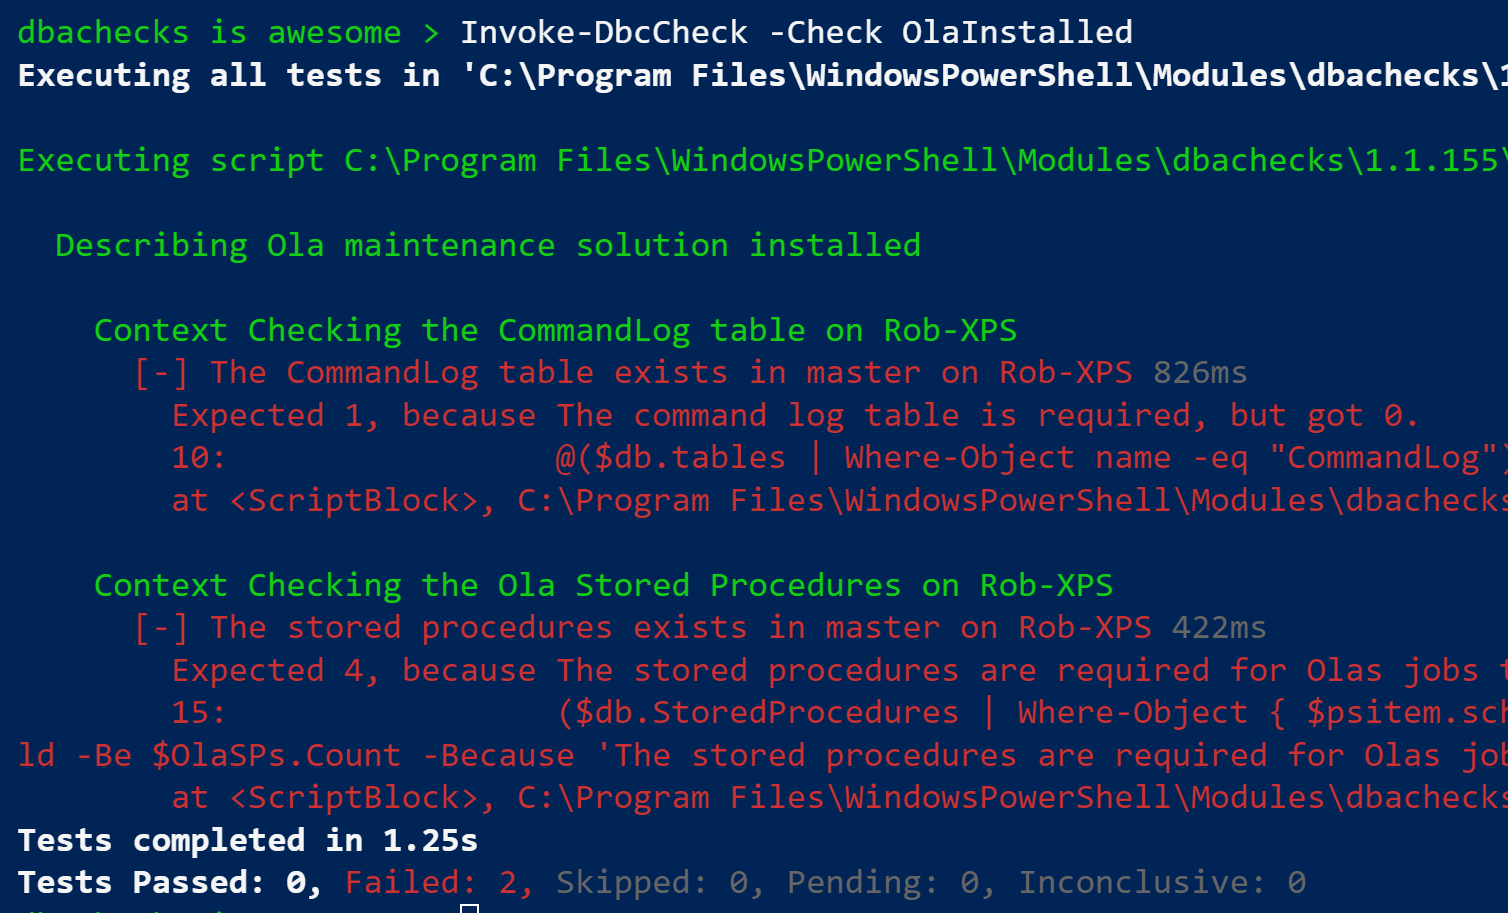 dbachecks is awesome > Invoke-DbcCheck -Check OlaInstalled
Executing all tests in 'C:\Program Files\WindowsPowerShell\Modules\dbachecks\1
Executing script C:\Program Files\WindowsPowerShell\Modules\dbachecks\1.1.155\
Describing Ola maintenance solution installed
Context Checking the CommandLog table on Rob-XPS
[-] The CommandLog table exists in master on Rob-XPS 826ms
Expected 1, because The command log table is required, but got 0.
10:                 @($db.tables | Where-Object name -eq "CommandLog")
at <ScriptBlock>, C:\Program Files\WindowsPowerShell\Modules\dbachecks
Context Checking the Ola Stored Procedures on Rob-XPS
[-] The stored procedures exists in master on Rob-XPS 422ms
Expected 4, because The stored procedures are required for Olas jobs t
15:                 ($db.StoredProcedures | Where-Object { $psitem.sch
ld -Be $OlaSPs.Count -Because 'The stored procedures are required for Olas job
at <ScriptBlock>, C:\Program Files\WindowsPowerShell\Modules\dbachecks
Tests completed in 1.25s
Tests Passed: 0, Failed: 2, Skipped: 0, Pending: 0, Inconclusive: 0